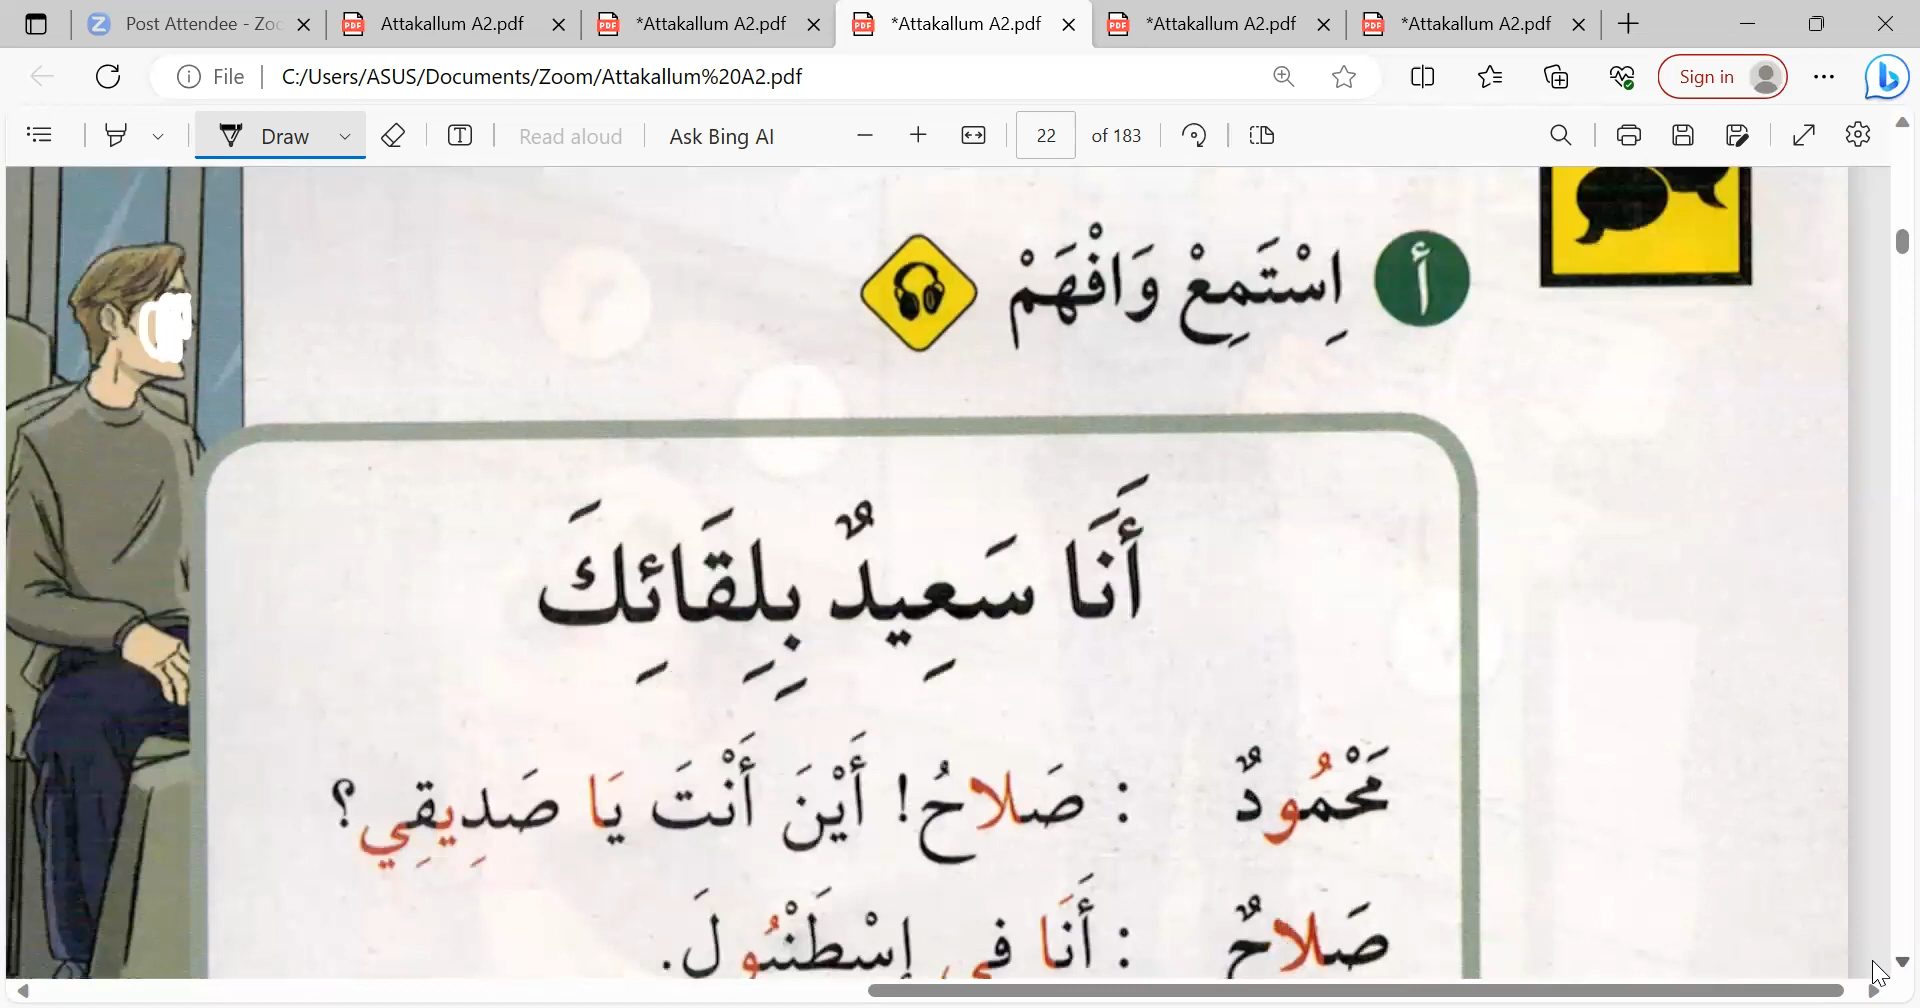 Post Attendee - Zoo
Attakallum A2.pdf
*Attakallum A2.pdf
*Attakallum A2.pdf
*Attakallum A2.pdf
*Attakallum A2.pdf
File
C:/Users/ASUS/Documents/Zoom/Attakallum%20A2.pdf
Sign in
Draw
Read aloud
Ask Bing AI
22 of 183
أ اِسْتَمِعْ وَافْهَمْ
أَنَا سَعِيدٌ بِلِقَائِكَ
مَحْمُودٌ : صَلَاحُ! أَيْنَ أَنْتَ يَا صَدِيقِي؟
صَلَاحٌ : أَنَا فِي إِسْطَنْبُولَ.